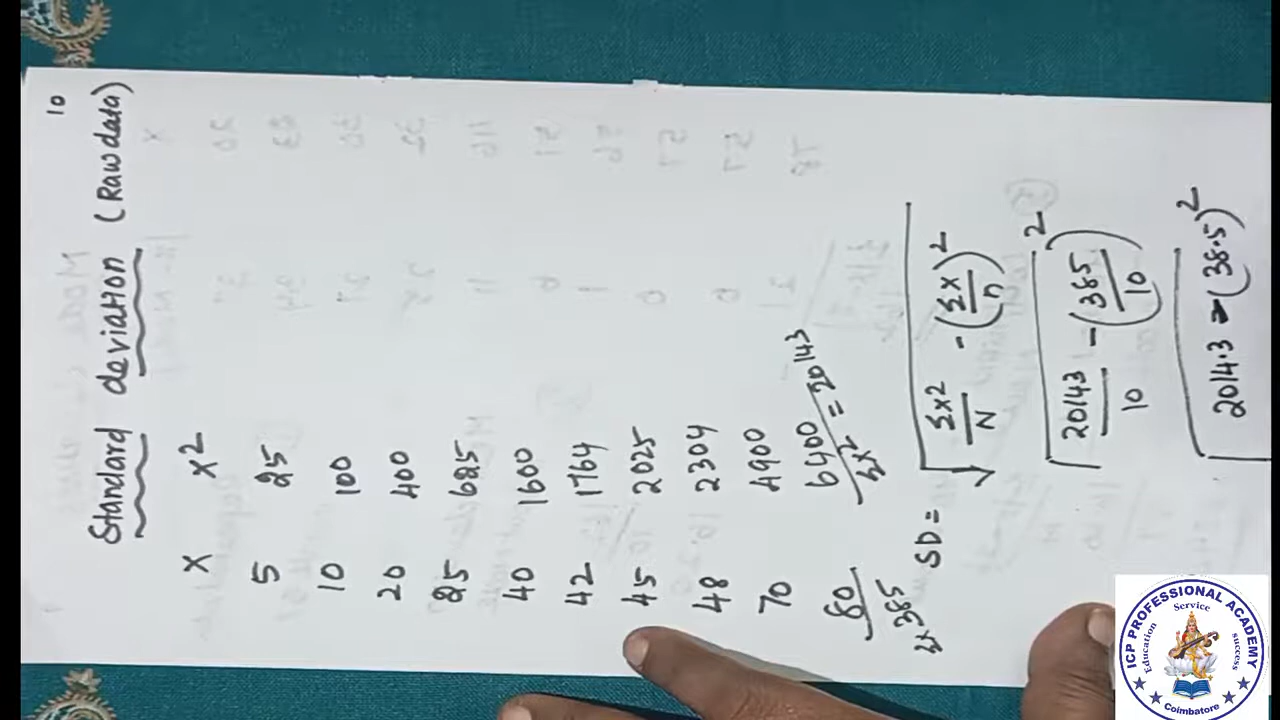 10
Standard deviation (Raw data)
X X²
5 25
10 100
20 400
25 625
40 1600
42 1764
45 2025
48 2304
70 4900
80 6400
Σx 385 Σx² = 20143
SD = √ Σx2/N - (Σx/n)²
√ 20143/10 - (385/10)²
√ 2014.3 - (38.5)²
ICP PROFESSIONAL ACADEMY
Service
Education
success
Coimbatore